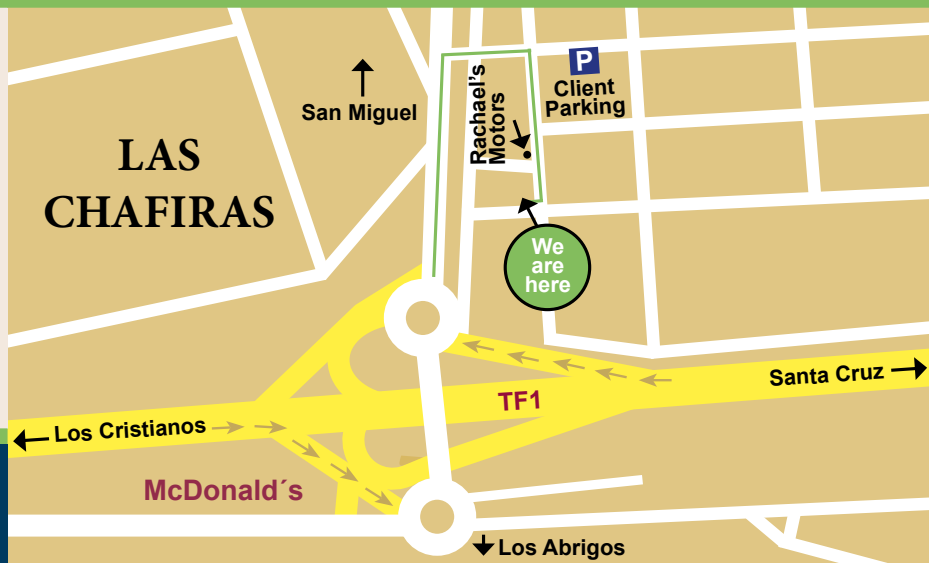 LAS
CHAFIRAS
San Miguel
Rachael's
Motors
P
Client
Parking
We
are
here
Santa Cruz
TF1
Los Cristianos
McDonald´s
Los Abrigos